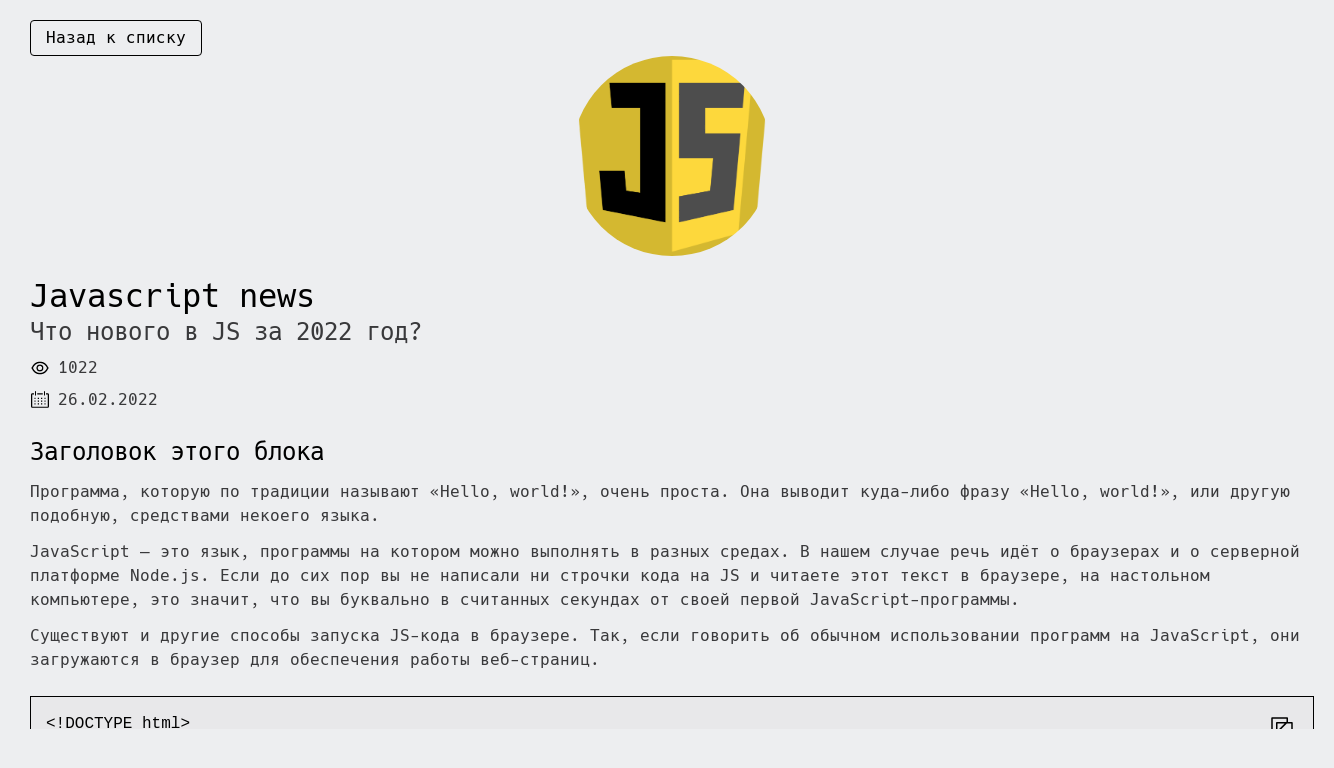 Назад к списку
JS
Javascript news
Что нового в JS за 2022 год?
1022
26.02.2022
Заголовок этого блока
Программа, которую по традиции называют «Hello, world!», очень проста. Она выводит куда-либо фразу «Hello, world!», или другую
подобную, средствами некоего языка.
JavaScript — это язык, программы на котором можно выполнять в разных средах. В нашем случае речь идёт о браузерах и о серверной
платформе Node.js. Если до сих пор вы не написали ни строчки кода на JS и читаете этот текст в браузере, на настольном
компьютере, это значит, что вы буквально в считанных секундах от своей первой JavaScript-программы.
Существуют и другие способы запуска JS-кода в браузере. Так, если говорить об обычном использовании программ на JavaScript, они
загружаются в браузер для обеспечения работы веб-страниц.
<!DOCTYPE html>